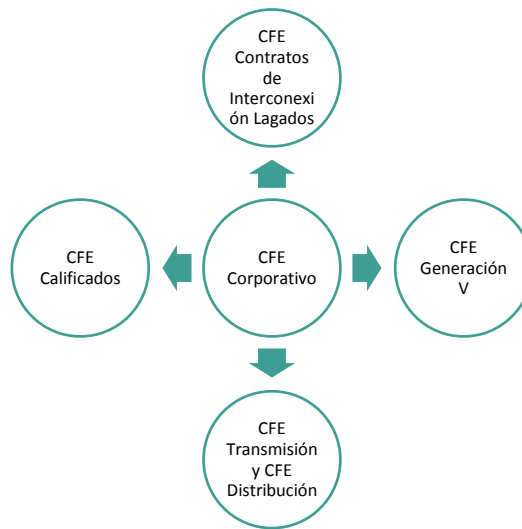 CFE
Contratos
de
Interconexi
ón Lagados
CFE
Calificados
CFE
Corporativo
CFE
Generación
V
CFE
Transmisión
y CFE
Distribución